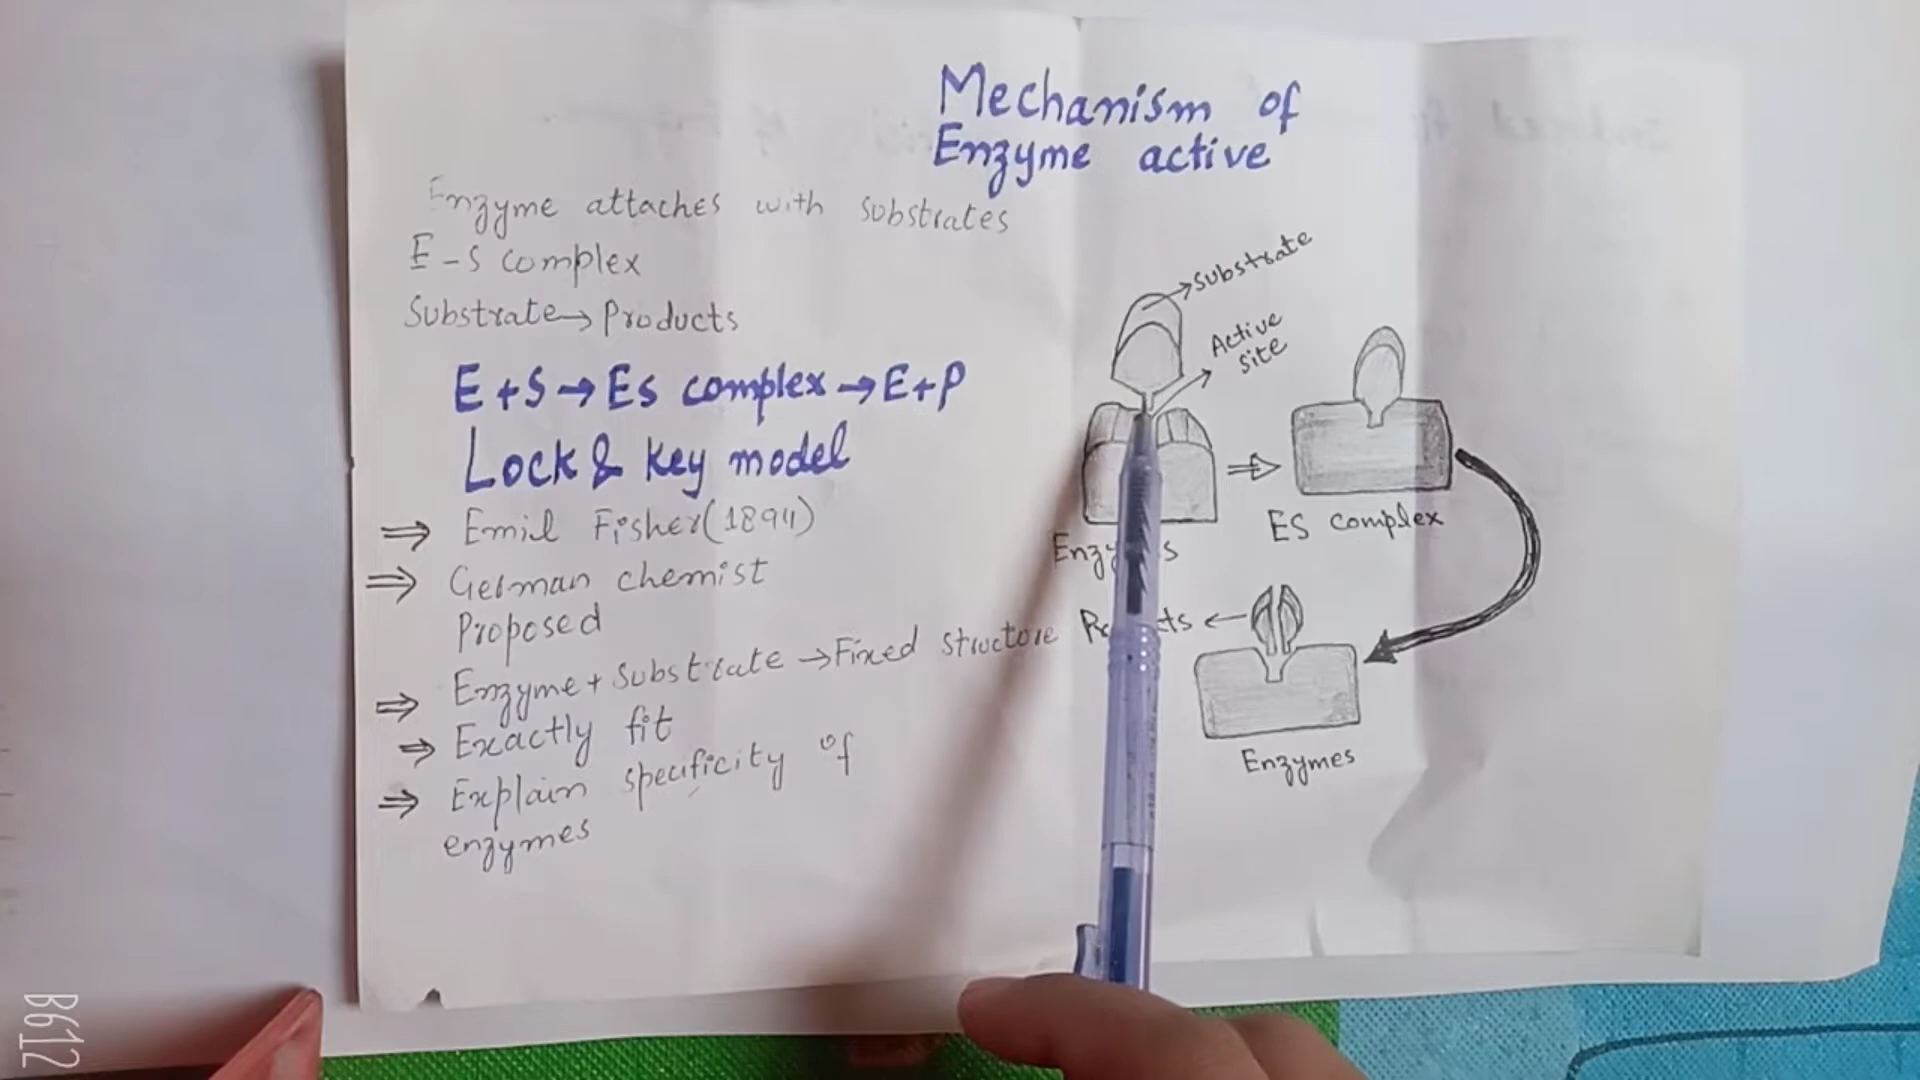 Mechanism of
Enzyme active
Enzyme attaches with substrates
E-S complex
Substrate → Products
E+S → Es complex → E+P
Lock & Key model
⇒ Emil Fisher (1894)
⇒ German chemist
Proposed
⇒ Enzyme + Substrate → Fixed structure
⇒ Exactly fit
⇒ Explain specificity of
enzymes
Substrate
Active
site
ES complex
Enzymes
B612